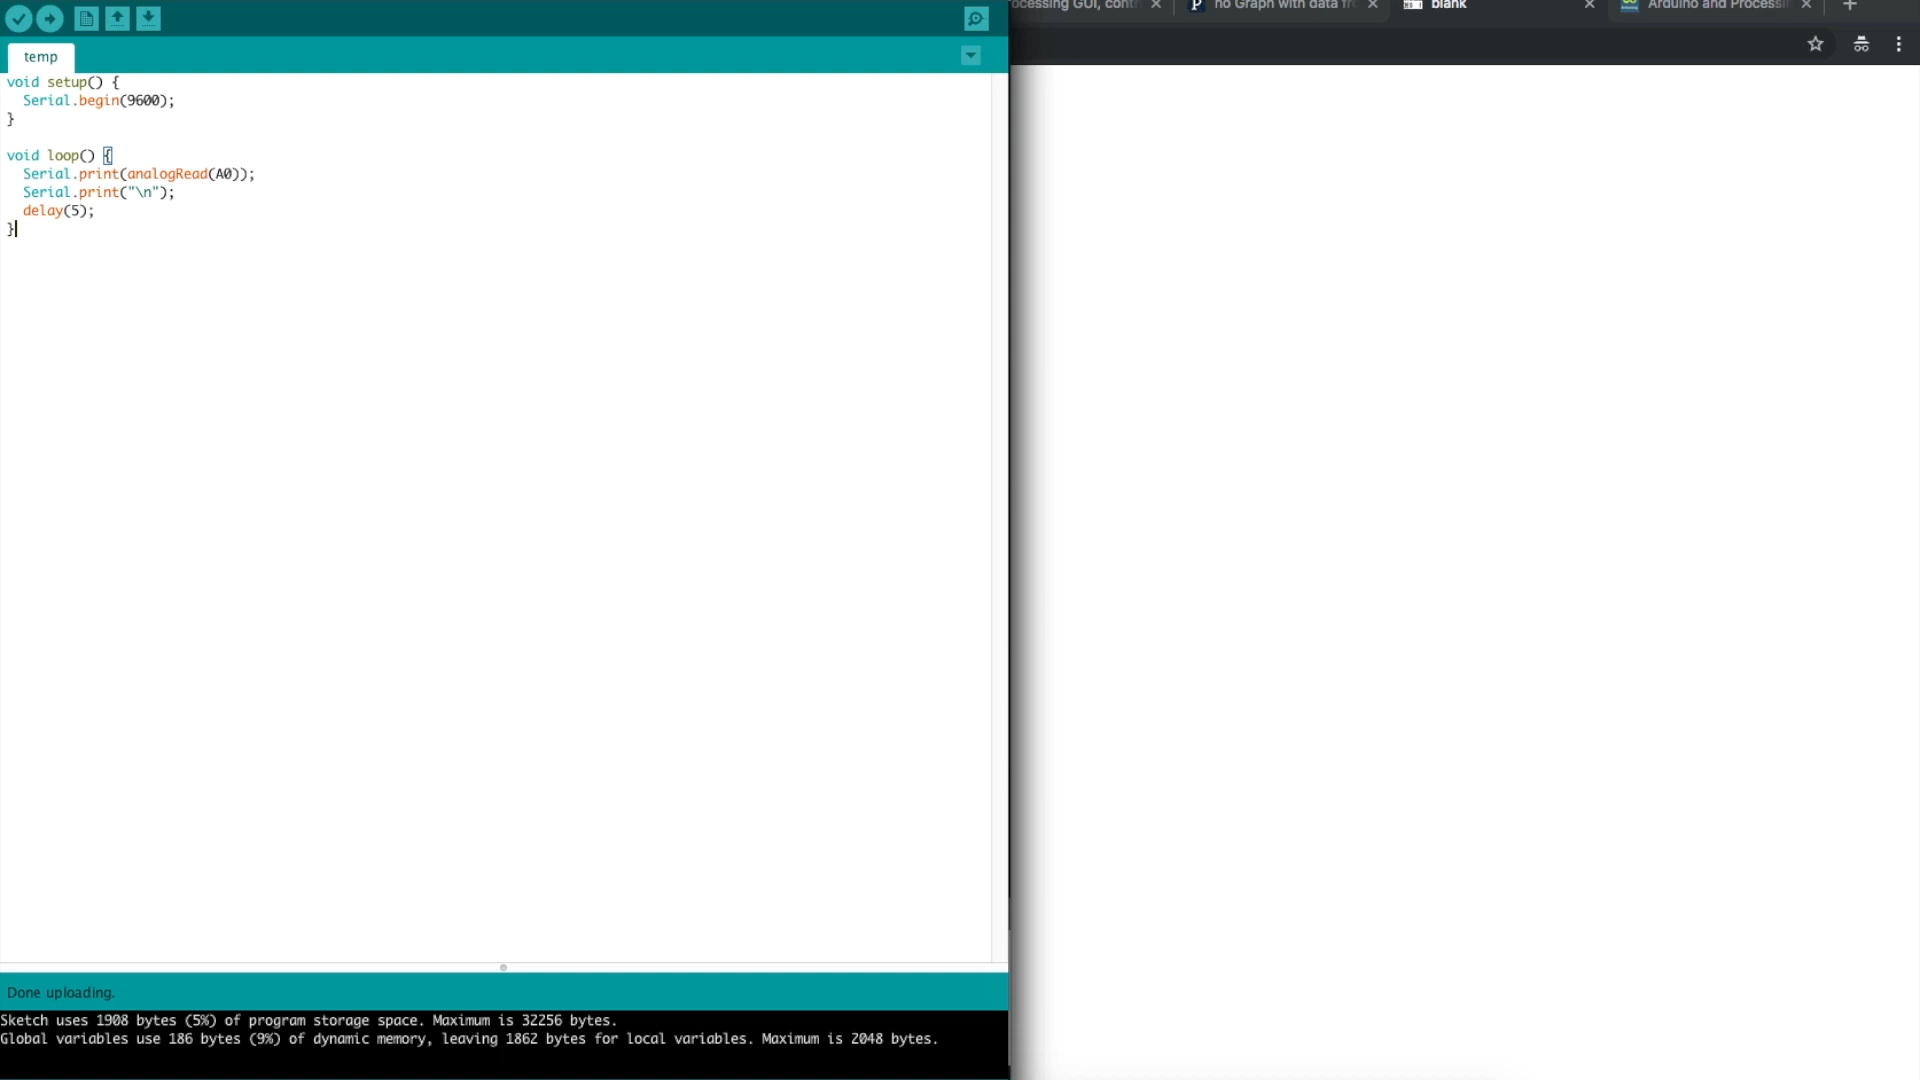 ocessing GUI, contr
P no Graph with data fr
blank
Arduino and Processi
temp
void setup() {
  Serial.begin(9600);
}
void loop() {
  Serial.print(analogRead(A0));
  Serial.print("\n");
  delay(5);
}
Done uploading.
Sketch uses 1908 bytes (5%) of program storage space. Maximum is 32256 bytes.
Global variables use 186 bytes (9%) of dynamic memory, leaving 1862 bytes for local variables. Maximum is 2048 bytes.